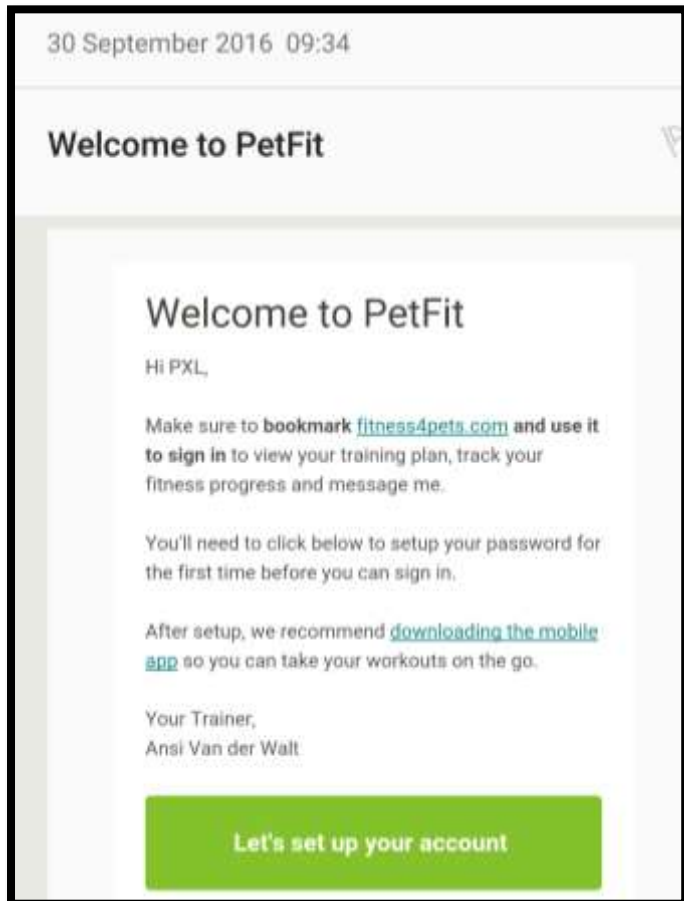 30 September 2016 09:34
Welcome to PetFit
Welcome to PetFit
Hi PXL,
Make sure to bookmark fitness4pets.com and use it
to sign in to view your training plan, track your
fitness progress and message me.
You'll need to click below to setup your password for
the first time before you can sign in.
After setup, we recommend downloading the mobile
app so you can take your workouts on the go.
Your Trainer,
Ansi Van der Walt
Let's set up your account